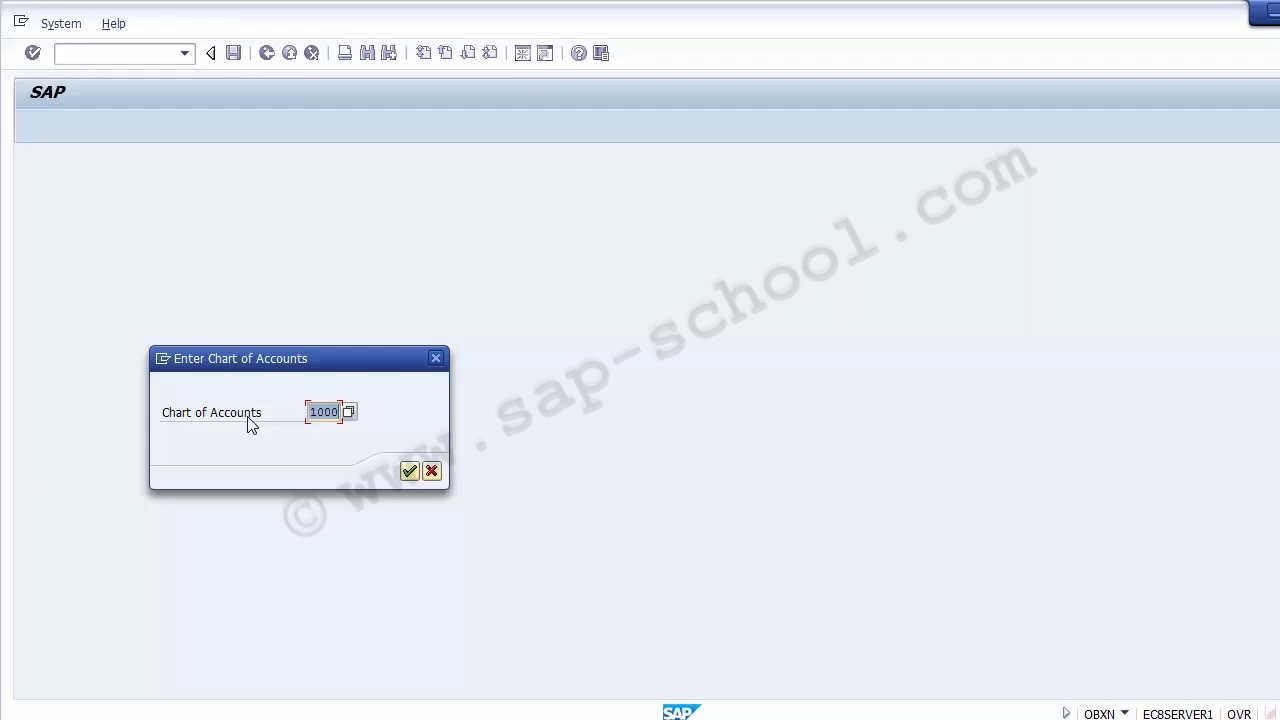 System Help
SAP
© www.sap-school.com
Enter Chart of Accounts
Chart of Accounts 1000
SAP OBXN EC8SERVER1 OVR